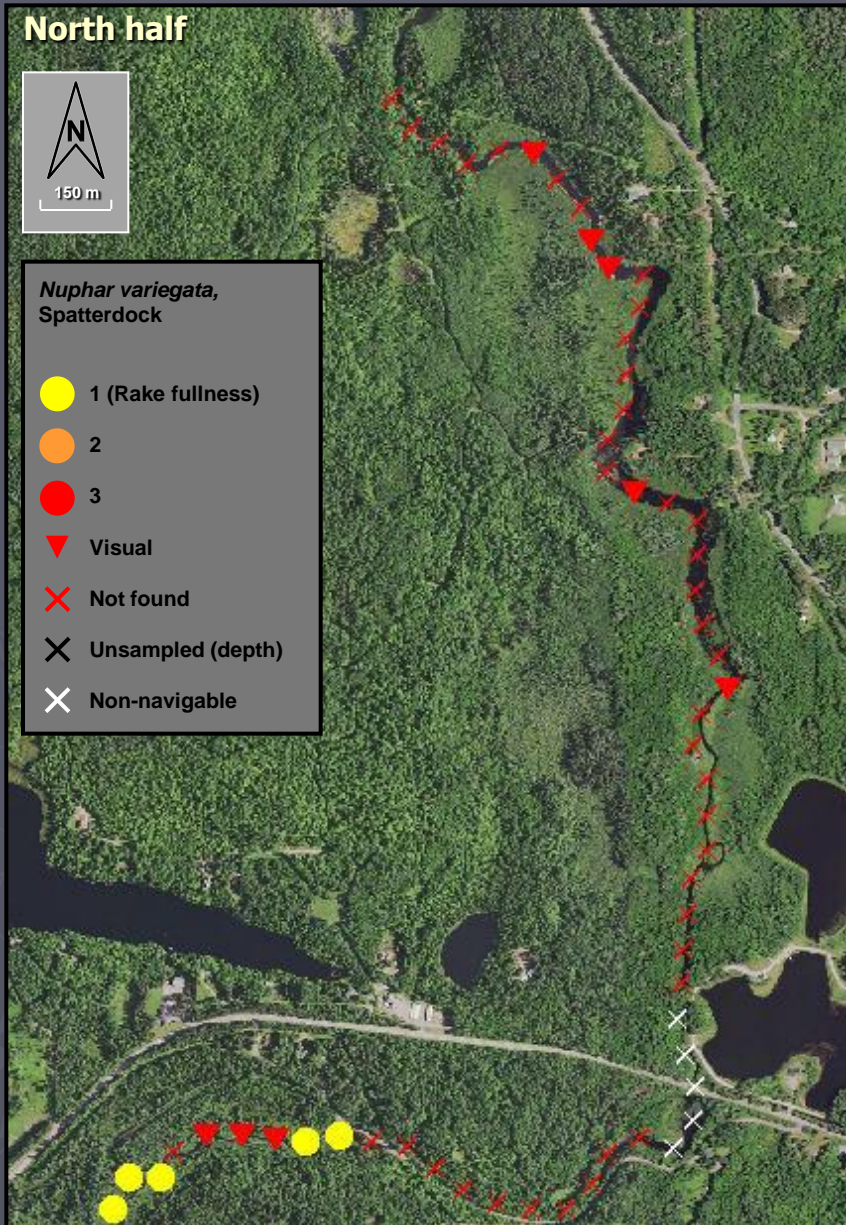 North half
N
150 m
Nuphar variegata,
Spatterdock
1 (Rake fullness)
2
3
Visual
Not found
Unsampled (depth)
Non-navigable